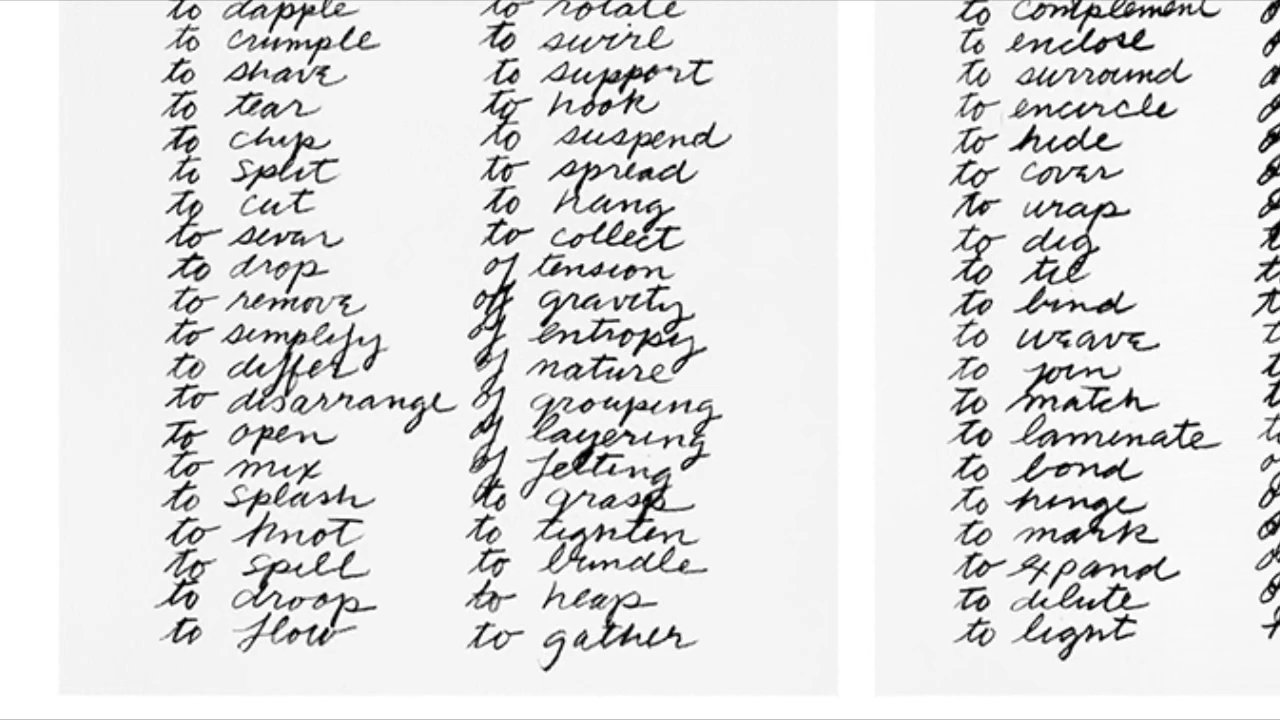 to dapple
to crumple
to shave
to tear
to chip
to split
to cut
to sever
to drop
to remove
to simplify
to differ
to disarrange
to open
to mix
to splash
to knot
to spill
to droop
to flow
to rotate
to swirl
to support
to hook
to suspend
to spread
to hang
to collect
of tension
of gravity
of entropy
of nature
of grouping
of layering
of felting
to grasp
to tighten
to bundle
to heap
to gather
to complement
to enclose
to surround
to encircle
to hide
to cover
to wrap
to dig
to tie
to bind
to weave
to join
to match
to laminate
to bond
to hinge
to mark
to expand
to dilute
to light